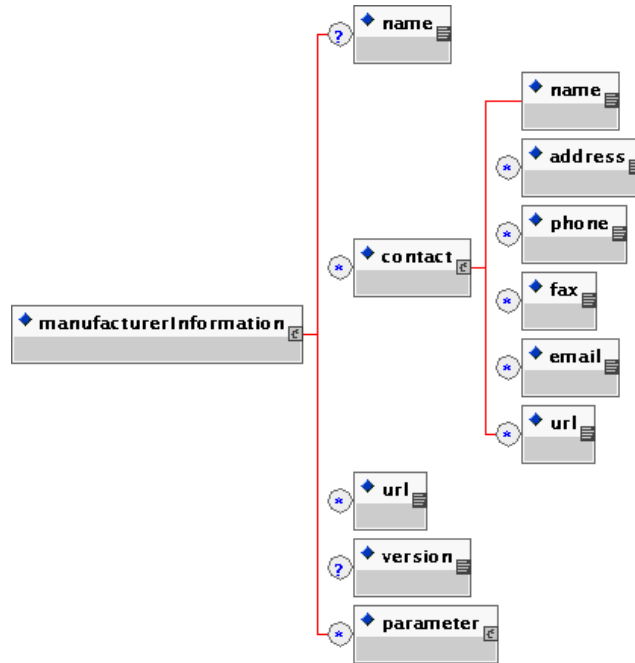 ? name
name
* address
* phone
* contact
* fax
manufacturerInformation
* email
* url
* url
? version
* parameter